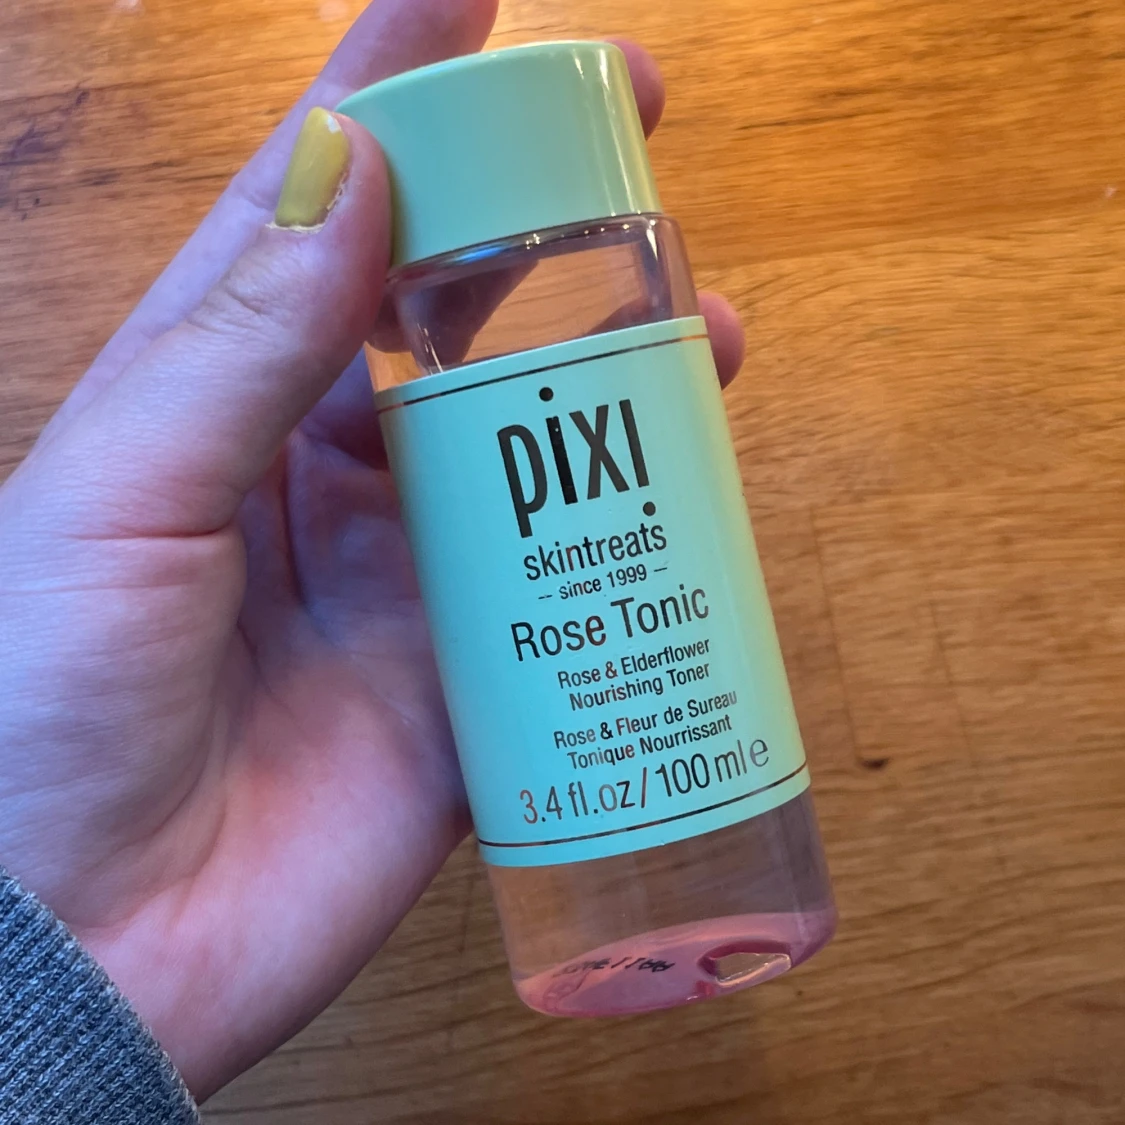 pixi
skintreats
– since 1999 –
Rose Tonic
Rose & Elderflower
Nourishing Toner
Rose & Fleur de Sureau
Tonique Nourrissant
3.4 fl.oz/100 ml e